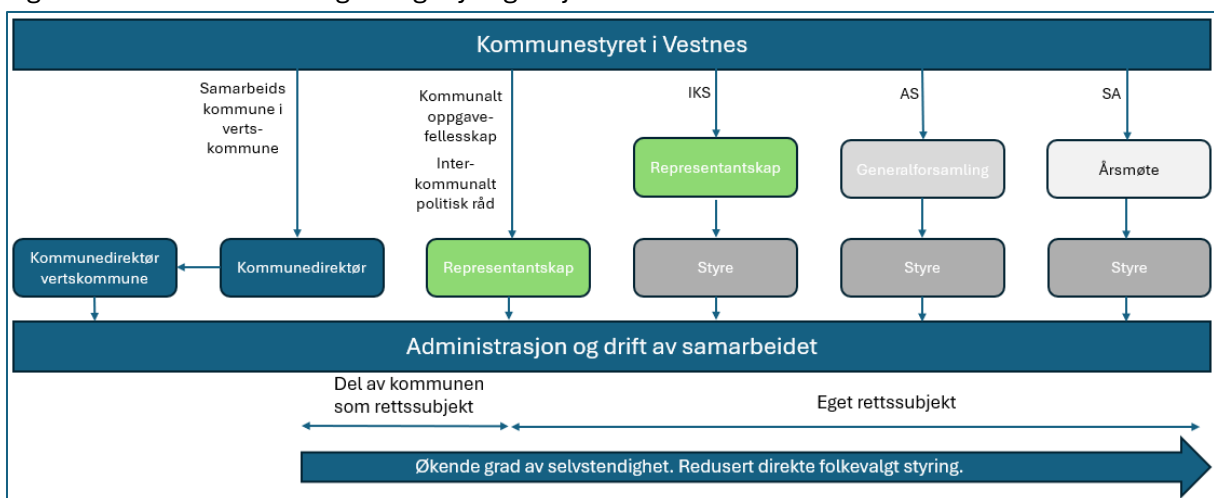 Kommunestyret i Vestnes
Samarbeids
kommune i
verts-
kommune
Kommunalt
oppgave-
fellesskap
Inter-
kommunalt
politisk råd
IKS
AS
SA
Representantskap
Generalforsamling
Årsmøte
Kommunedirektør
vertskommune
Kommunedirektør
Representantskap
Styre
Styre
Styre
Administrasjon og drift av samarbeidet
Del av kommunen
som rettssubjekt
Eget rettssubjekt
Økende grad av selvstendighet. Redusert direkte folkevalgt styring.